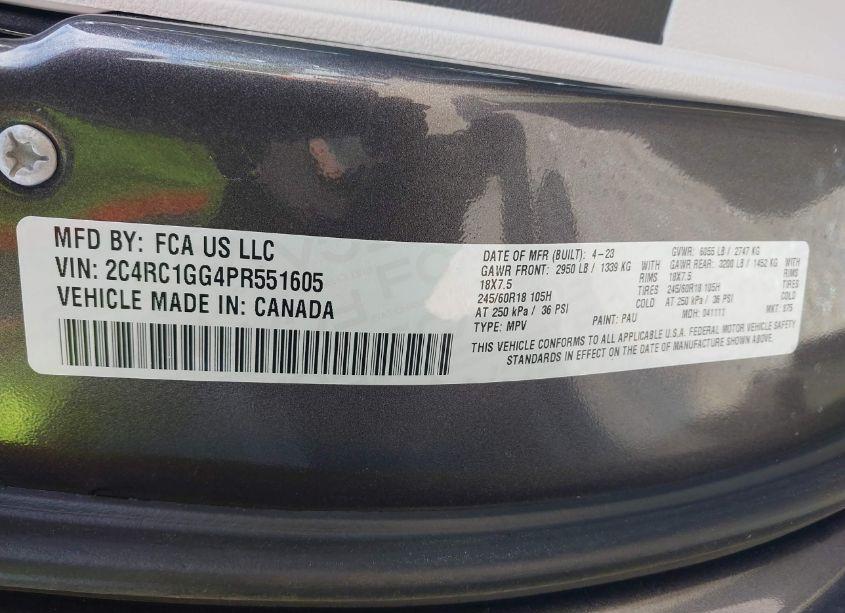 MFD BY: FCA US LLC
VIN: 2C4RC1GG4PR551605
VEHICLE MADE IN: CANADA
DATE OF MFR (BUILT): 4-23 GVWR: 6055 LB / 2747 KG
GAWR FRONT: 2950 LB / 1339 KG WITH GAWR REAR: 3200 LB / 1452 KG WITH
18X7.5 RIMS 18X7.5 RIMS
245/60R18 105H TIRES 245/60R18 105H TIRES
AT 250 kPa / 36 PSI COLD AT 250 kPa / 36 PSI COLD
TYPE: MPV PAINT: PAU MDH: 041111 MKT: 875
THIS VEHICLE CONFORMS TO ALL APPLICABLE U.S.A. FEDERAL MOTOR VEHICLE SAFETY
STANDARDS IN EFFECT ON THE DATE OF MANUFACTURE SHOWN ABOVE.